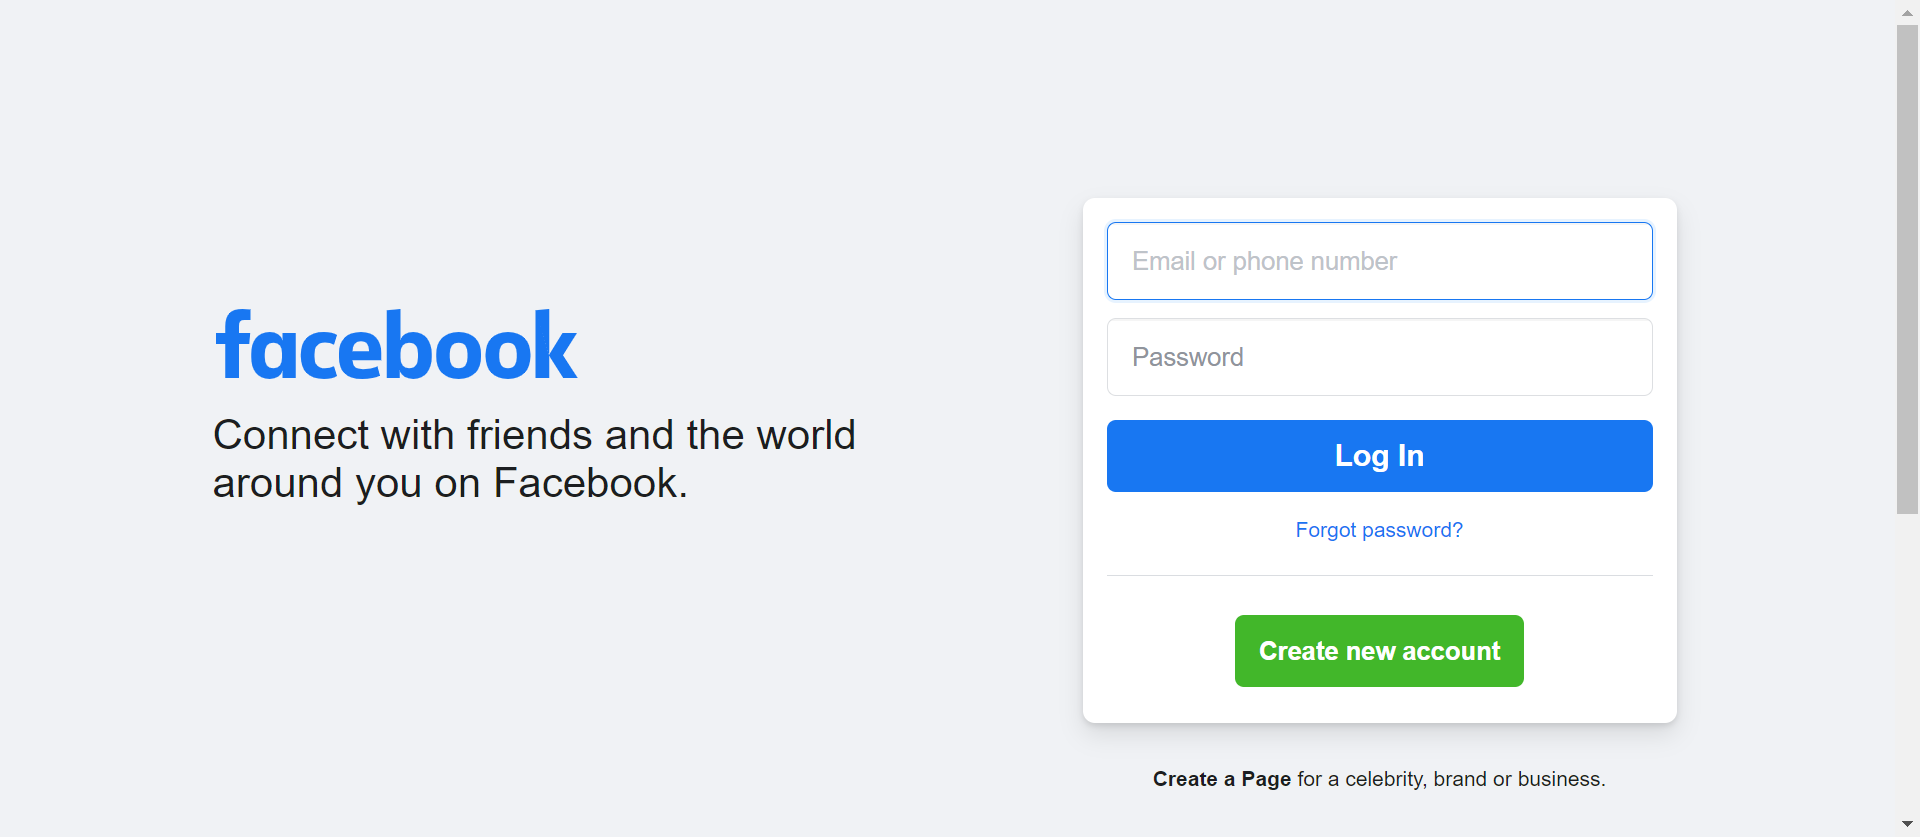 facebook
Connect with friends and the world
around you on Facebook.
Email or phone number
Password
Log In
Forgot password?
Create new account
Create a Page for a celebrity, brand or business.